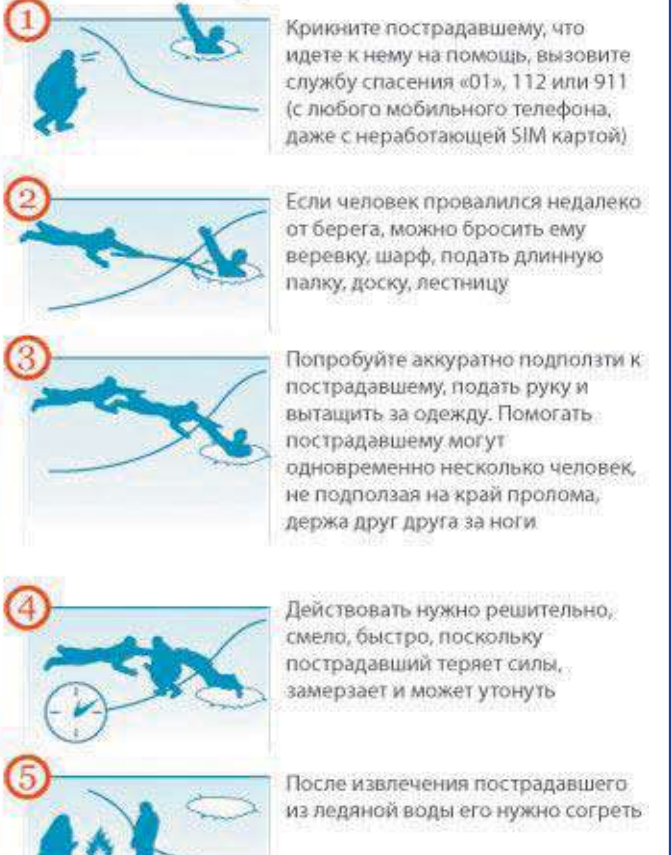 1
Крикните пострадавшему, что
идете к нему на помощь, вызовите
службу спасения «01», 112 или 911
(с любого мобильного телефона,
даже с неработающей SIM картой)
2
Если человек провалился недалеко
от берега, можно бросить ему
веревку, шарф, подать длинную
палку, доску, лестницу
3
Попробуйте аккуратно подползти к
пострадавшему, подать руку и
вытащить за одежду. Помогать
пострадавшему могут
одновременно несколько человек,
не подползая на край пролома,
держа друг друга за ноги
4
Действовать нужно решительно,
смело, быстро, поскольку
пострадавший теряет силы,
замерзает и может утонуть
5
После извлечения пострадавшего
из ледяной воды его нужно согреть